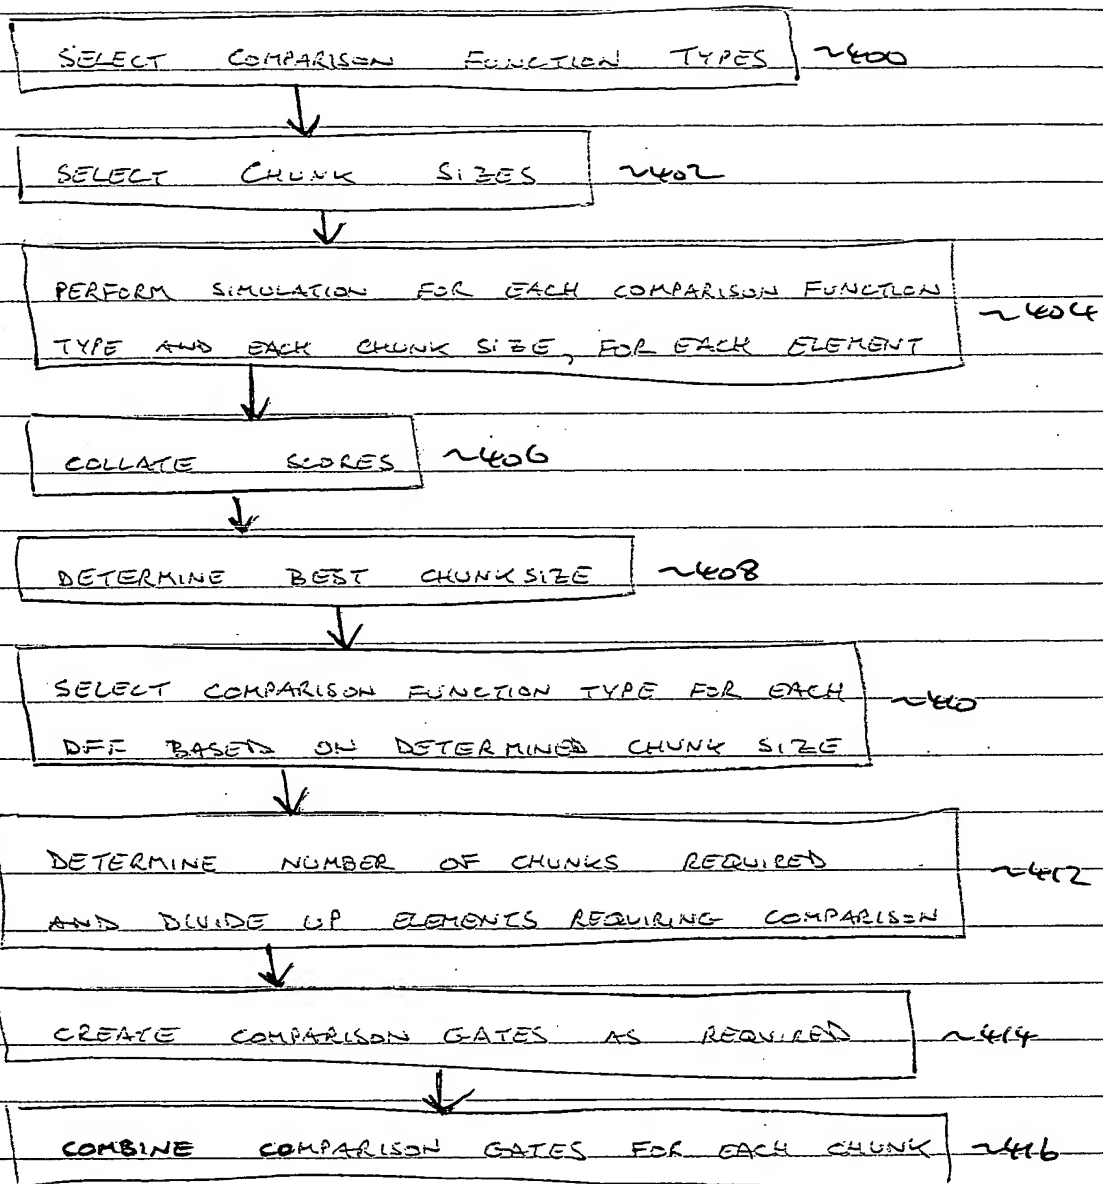 SELECT COMPARISON FUNCTION TYPES ~400
SELECT CHUNK SIZES ~402
PERFORM SIMULATION FOR EACH COMPARISON FUNCTION
TYPE AND EACH CHUNK SIZE, FOR EACH ELEMENT ~404
COLLATE SCORES ~406
DETERMINE BEST CHUNKSIZE ~408
SELECT COMPARISON FUNCTION TYPE FOR EACH ~410
DFF BASED ON DETERMINED CHUNK SIZE
DETERMINE NUMBER OF CHUNKS REQUIRED ~412
AND DIVIDE UP ELEMENTS REQUIRING COMPARISON
CREATE COMPARISON GATES AS REQUIRED ~414
COMBINE COMPARISON GATES FOR EACH CHUNK ~416